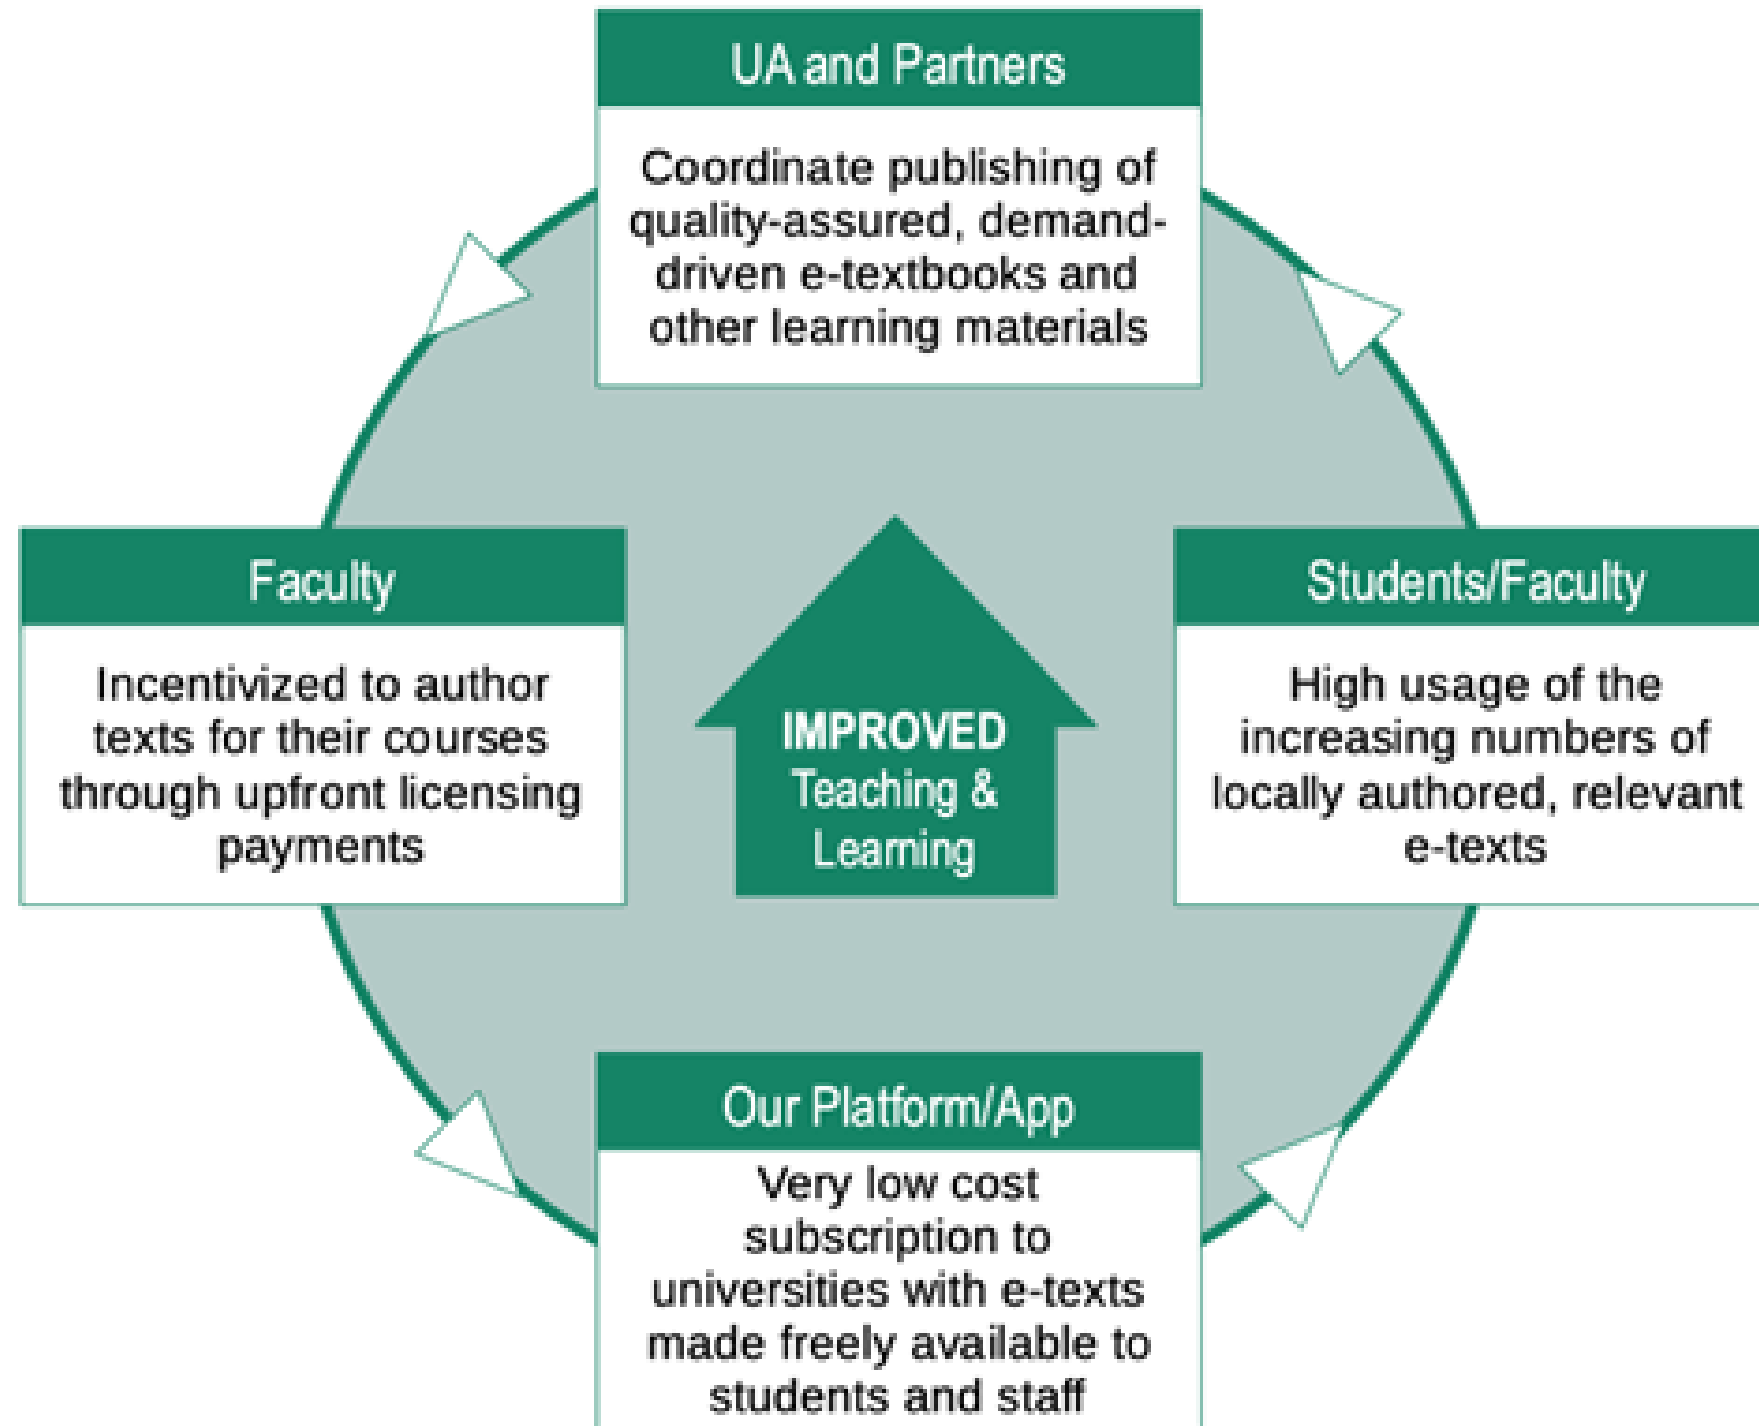 UA and Partners
Coordinate publishing of
quality-assured, demand-
driven e-textbooks and
other learning materials
Faculty
Incentivized to author
texts for their courses
through upfront licensing
payments
IMPROVED
Teaching &
Learning
Students/Faculty
High usage of the
increasing numbers of
locally authored, relevant
e-texts
Our Platform/App
Very low cost
subscription to
universities with e-texts
made freely available to
students and staff